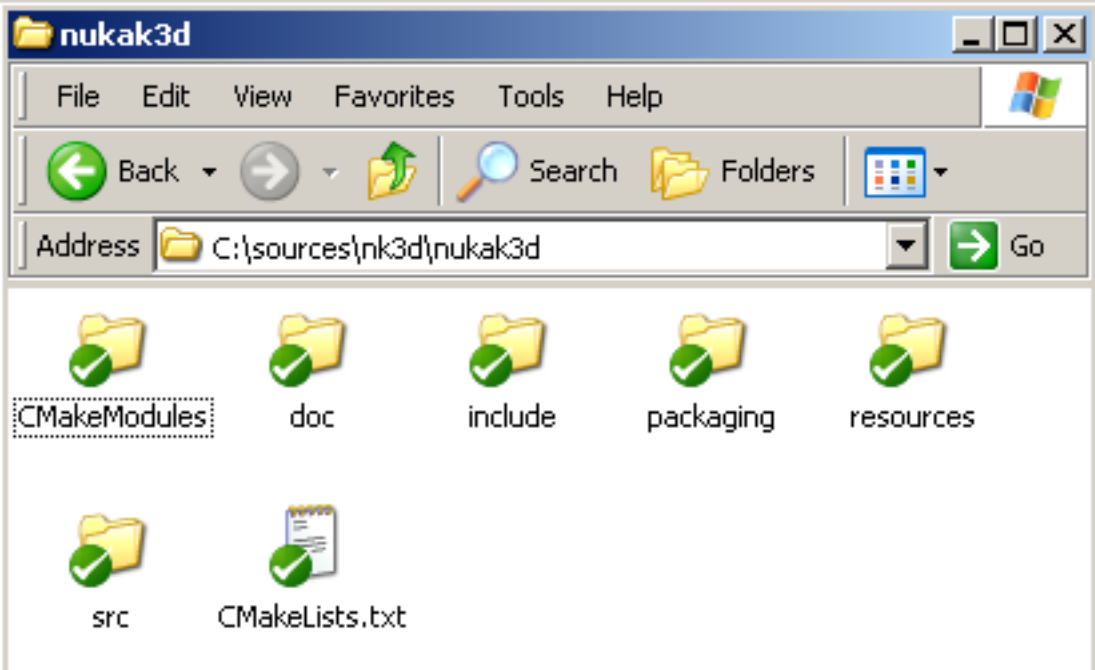 nukak3d
File Edit View Favorites Tools Help
Back Search Folders
Address C:\sources\nk3d\nukak3d Go
CMakeModules doc include packaging resources
src CMakeLists.txt